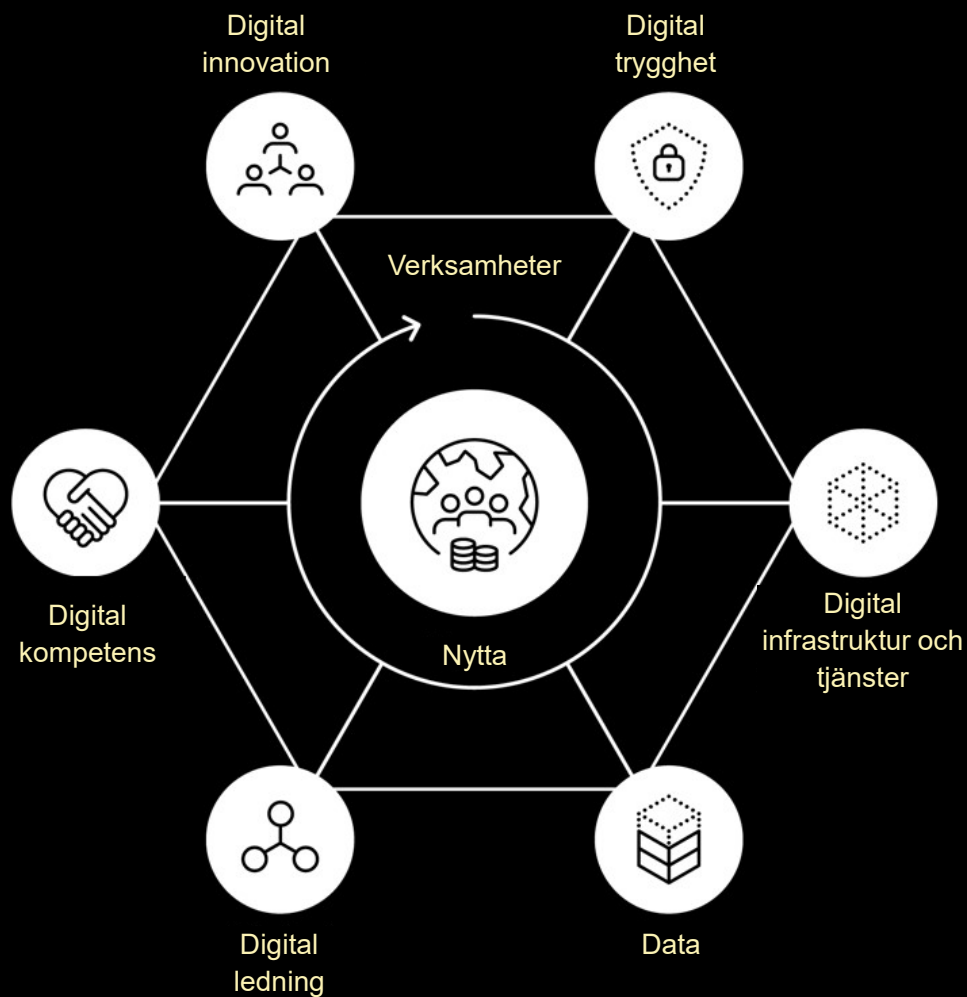 Digital
innovation
Digital
trygghet
Verksamheter
Digital
kompetens
Nytta
Digital
infrastruktur och
tjänster
Digital
ledning
Data